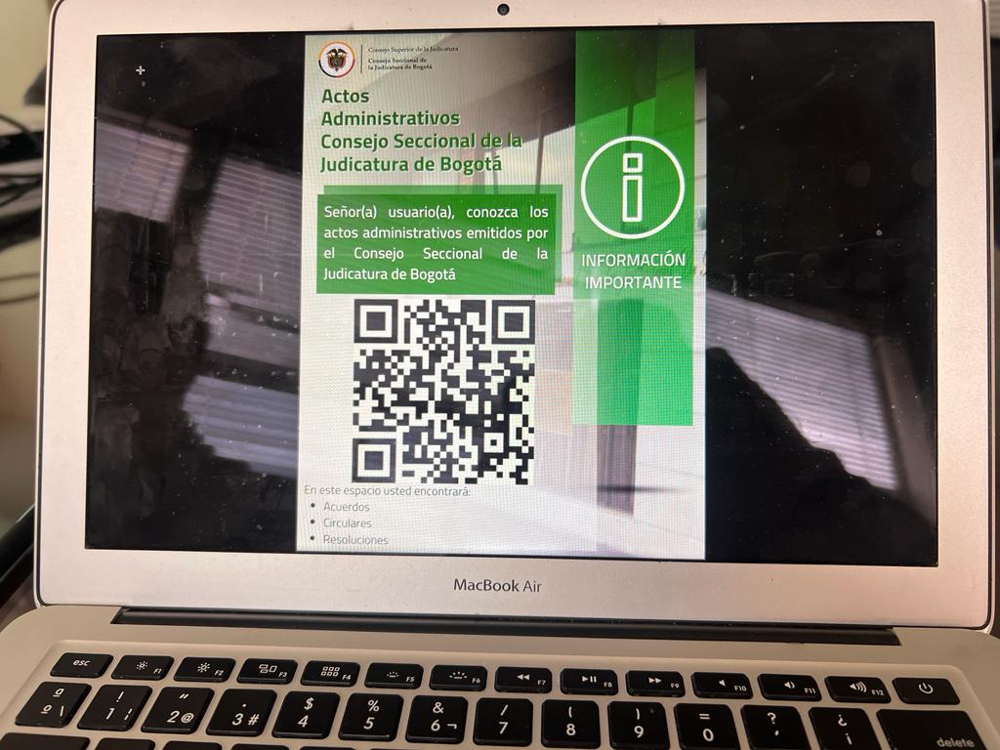 Consejo Superior de la Judicatura
Consejo Seccional de
la Judicatura de Bogotá
Actos
Administrativos
Consejo Seccional de la
Judicatura de Bogotá
Señor(a) usuario(a), conozca los
actos administrativos emitidos por
el Consejo Seccional de la
Judicatura de Bogotá
INFORMACIÓN
IMPORTANTE
En este espacio usted encontrará:
• Acuerdos
• Circulares
• Resoluciones
MacBook Air
esc F1 F2 F3 F4 F5 F6 F7 F8 F9 F10 F11 F12
ª º \ ! 1 ¡ " 2 @ · 3 # $ 4 % 5 & 6 ¬ / 7 ( 8 ) 9 = 0 ? ' ¿ ¡ delete